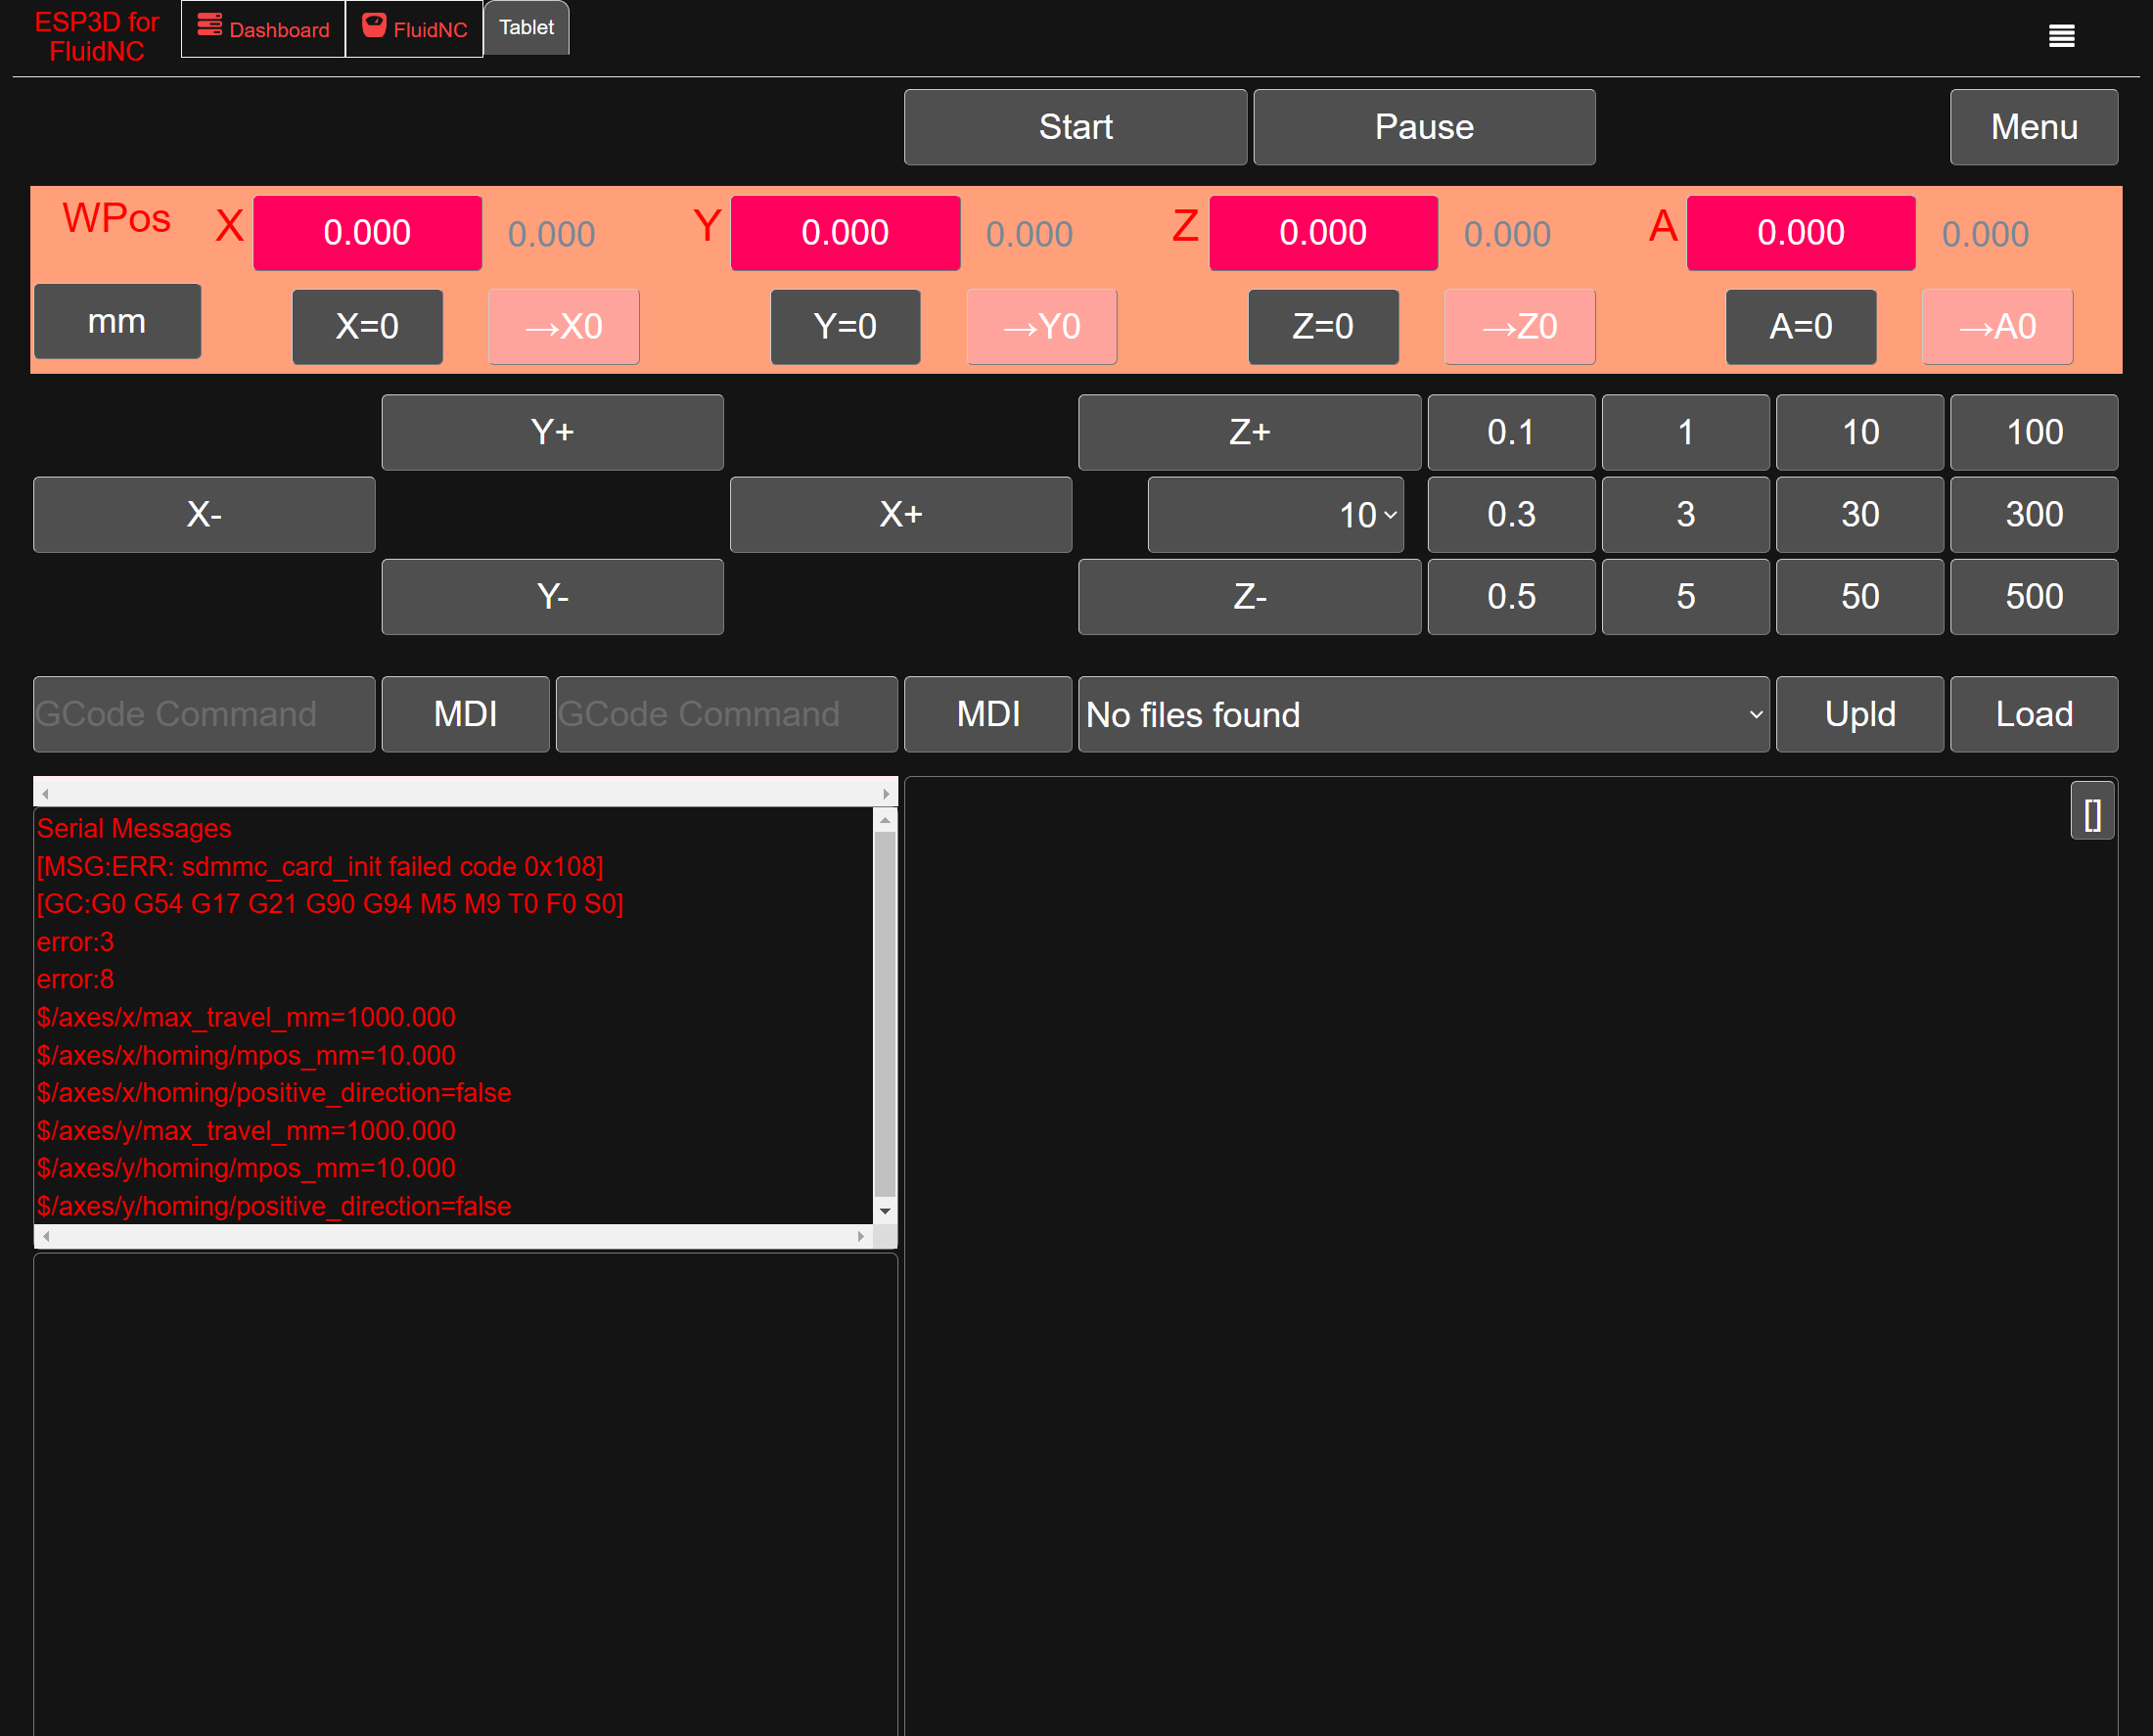 ESP3D for
FluidNC
Dashboard
FluidNC
Tablet
Start
Pause
Menu
WPos
X
0.000
0.000
Y
0.000
0.000
Z
0.000
0.000
A
0.000
0.000
mm
X=0
→X0
Y=0
→Y0
Z=0
→Z0
A=0
→A0
Y+
Z+
0.1
1
10
100
X-
X+
10
0.3
3
30
300
Y-
Z-
0.5
5
50
500
GCode Command
MDI
GCode Command
MDI
No files found
Upld
Load
[]
Serial Messages
[MSG:ERR: sdmmc_card_init failed code 0x108]
[GC:G0 G54 G17 G21 G90 G94 M5 M9 T0 F0 S0]
error:3
error:8
$/axes/x/max_travel_mm=1000.000
$/axes/x/homing/mpos_mm=10.000
$/axes/x/homing/positive_direction=false
$/axes/y/max_travel_mm=1000.000
$/axes/y/homing/mpos_mm=10.000
$/axes/y/homing/positive_direction=false